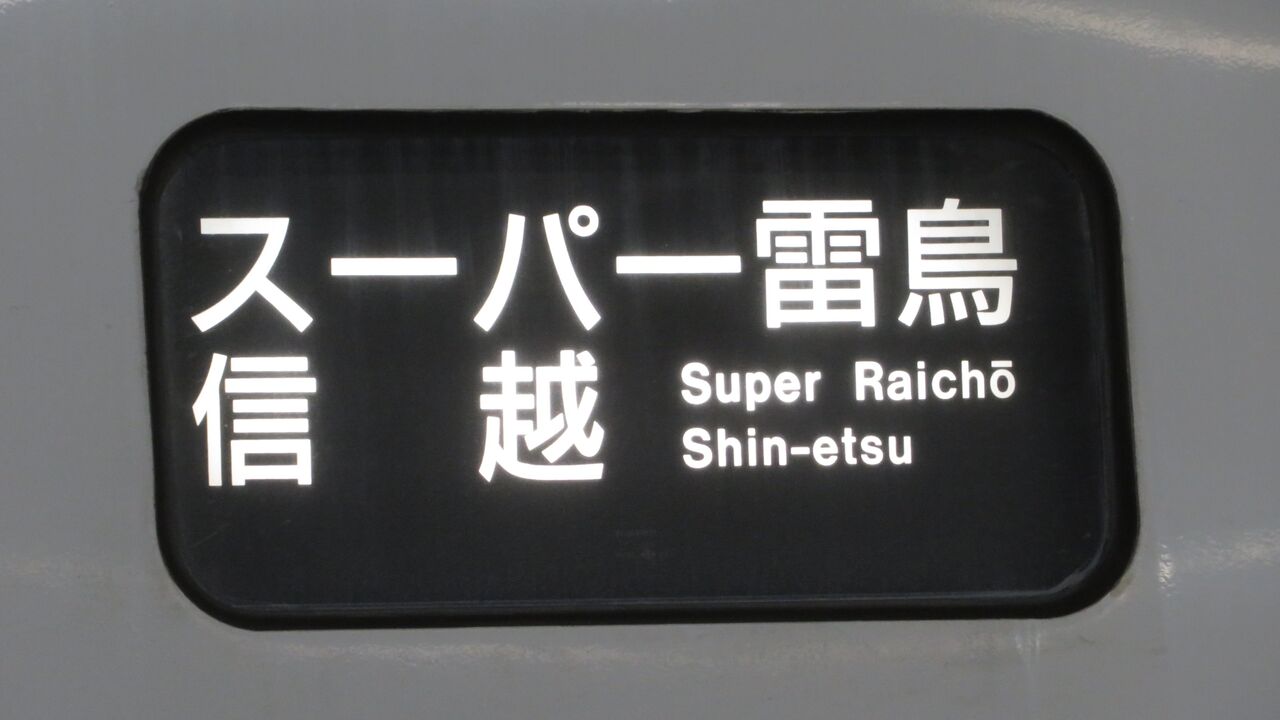 スーパー雷鳥
信越
Super Raichō
Shin-etsu